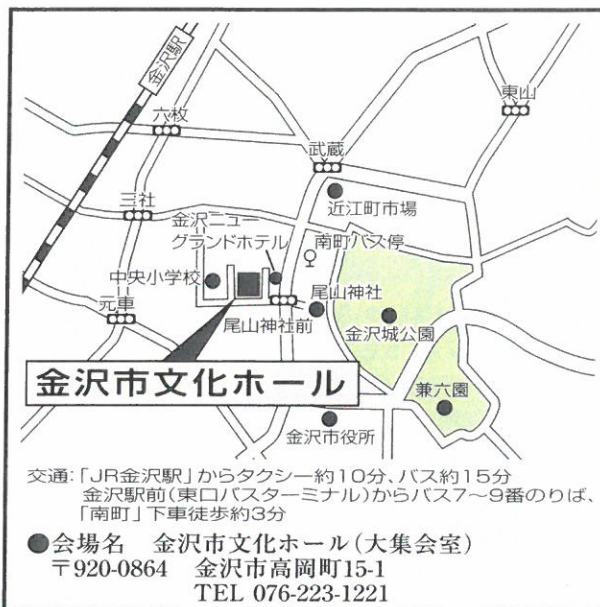 金沢駅
六枚
東山
武蔵
近江町市場
三社
金沢ニュー
グランドホテル
南町バス停
中央小学校
尾山神社
元車
尾山神社前
金沢城公園
金沢市文化ホール
兼六園
金沢市役所
交通:「JR金沢駅」からタクシー約10分、バス約15分
金沢駅前(東口バスターミナル)からバス7～9番のりば、
「南町」下車徒歩約3分
●会場名 金沢市文化ホール(大集会室)
〒920-0864 金沢市高岡町15-1
TEL 076-223-1221